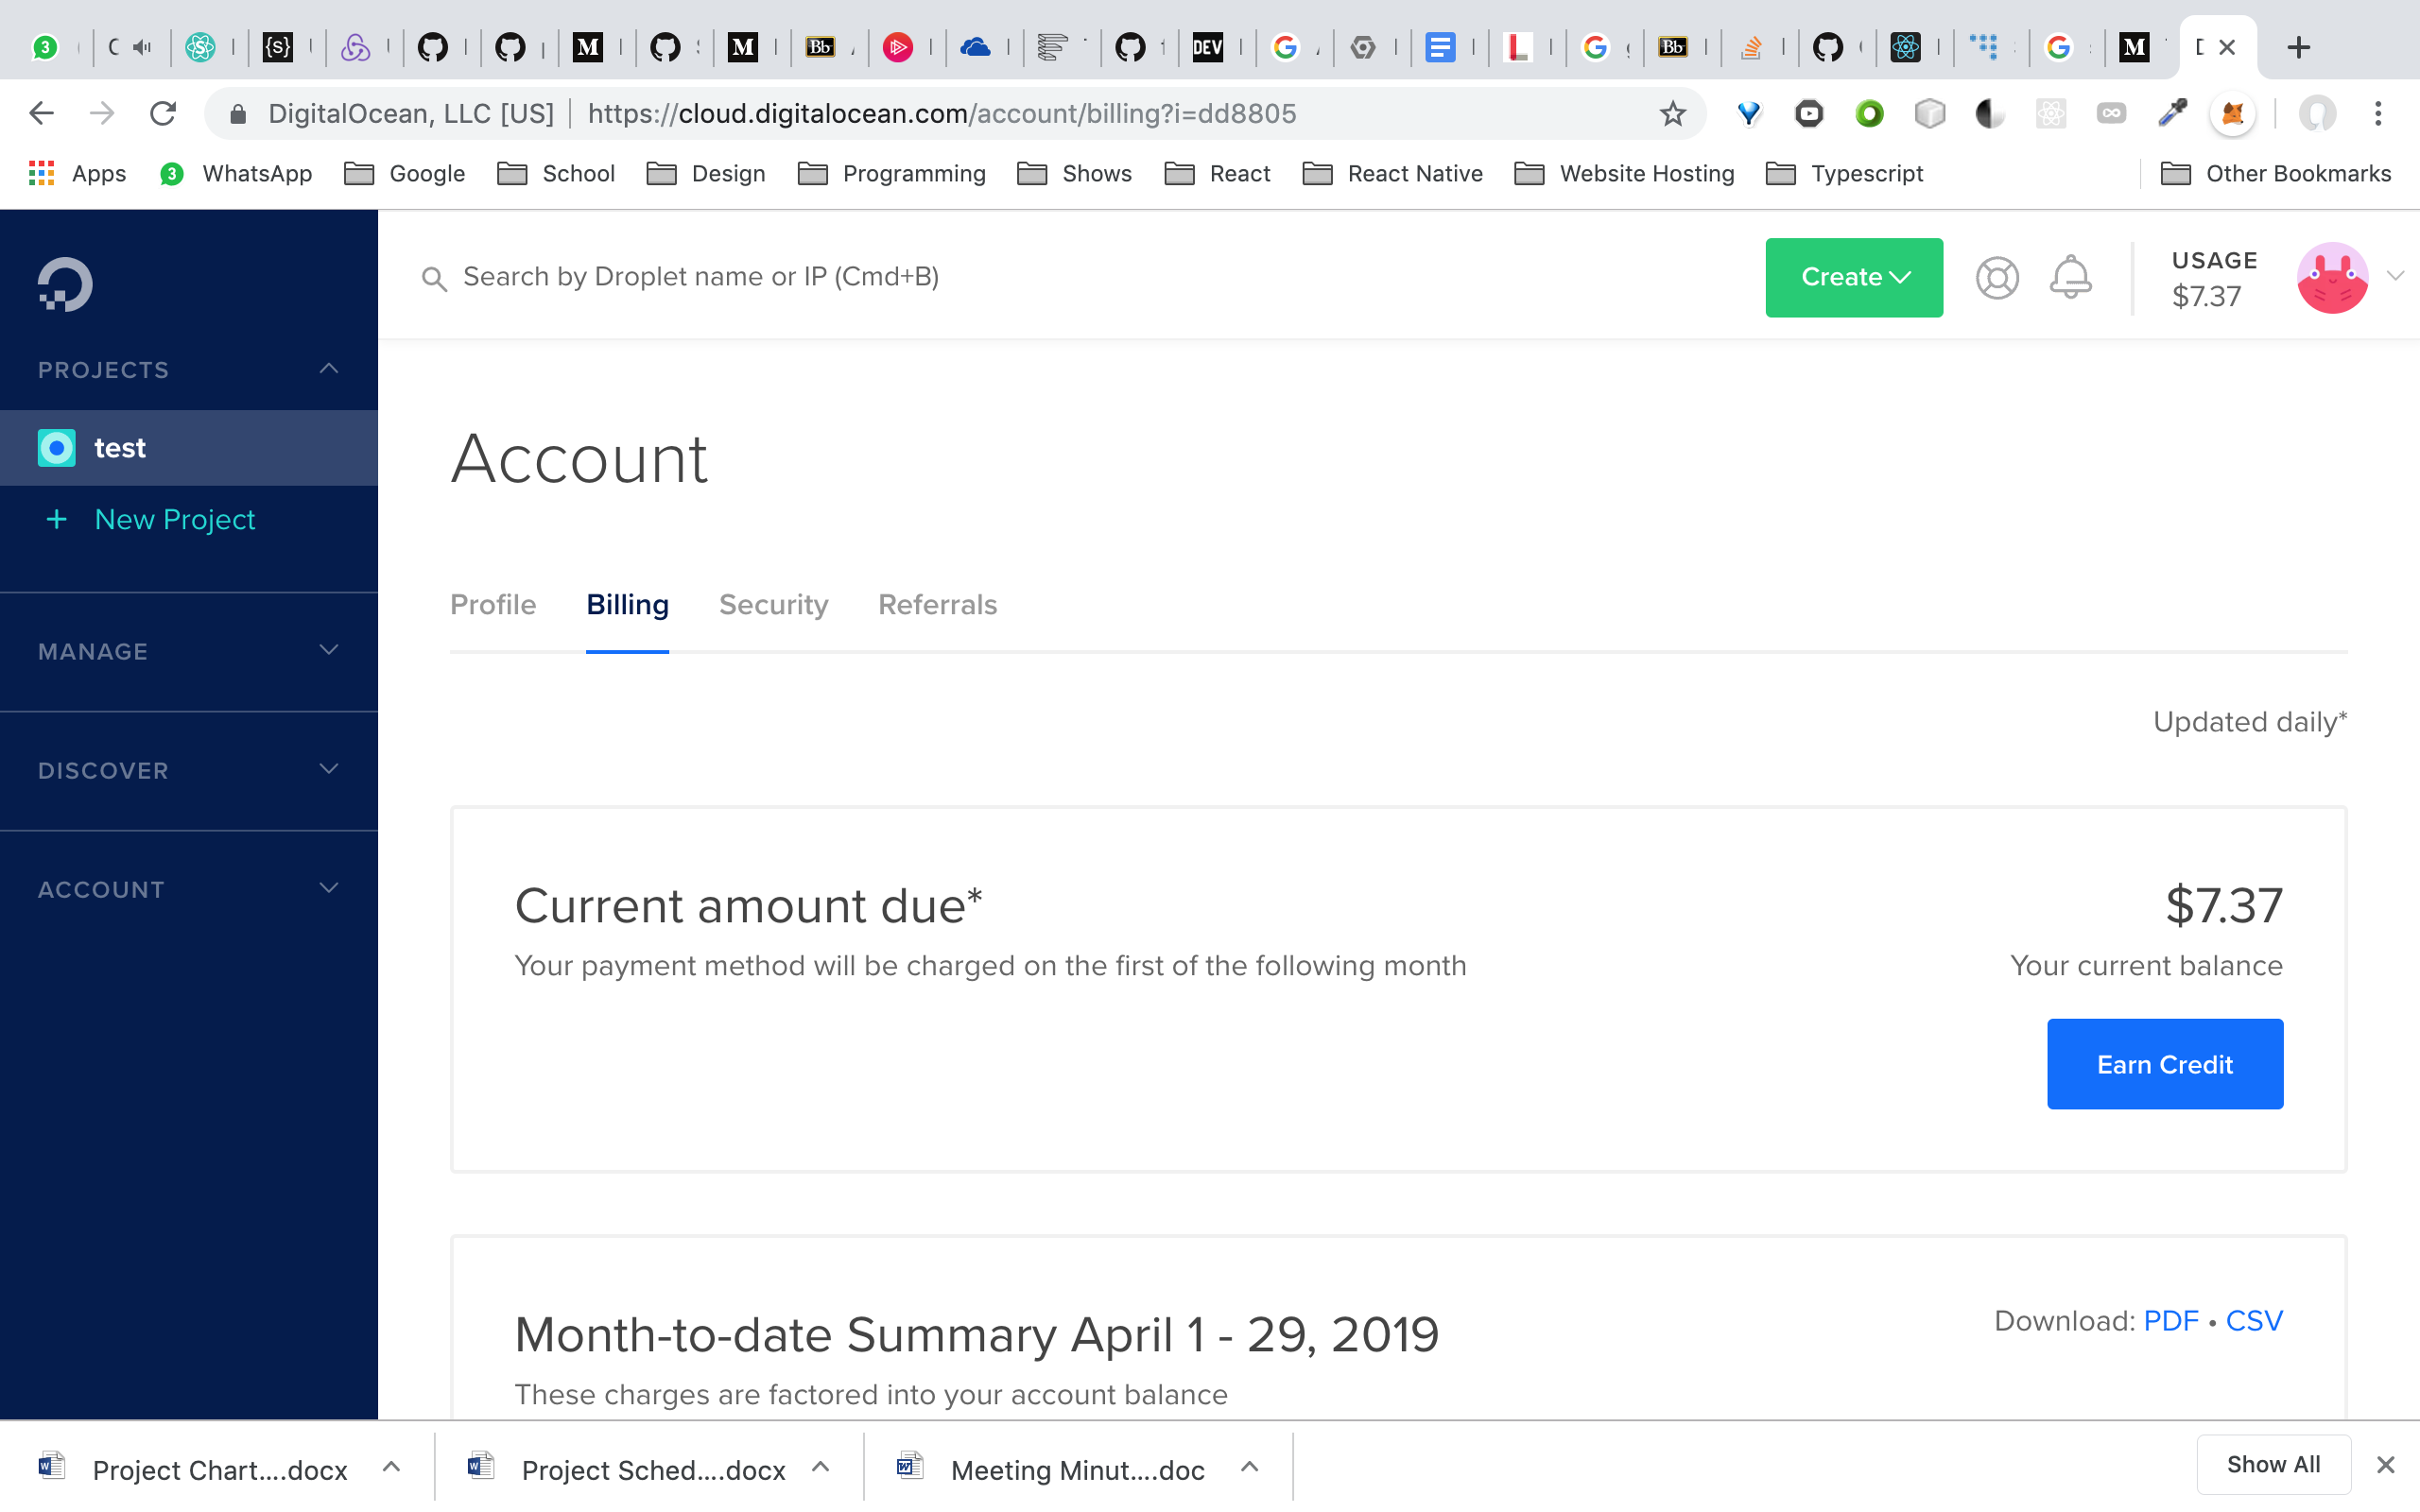 DigitalOcean, LLC [US] | https://cloud.digitalocean.com/account/billing?i=dd8805
Apps 3 WhatsApp Google School Design Programming Shows React React Native Website Hosting Typescript Other Bookmarks
Search by Droplet name or IP (Cmd+B)
Create
USAGE
$7.37
PROJECTS
test
+ New Project
MANAGE
DISCOVER
ACCOUNT
Account
Profile Billing Security Referrals
Updated daily*
Current amount due*
$7.37
Your payment method will be charged on the first of the following month
Your current balance
Earn Credit
Month-to-date Summary April 1 - 29, 2019
Download: PDF • CSV
These charges are factored into your account balance
Project Chart....docx
Project Sched....docx
Meeting Minut....doc
Show All